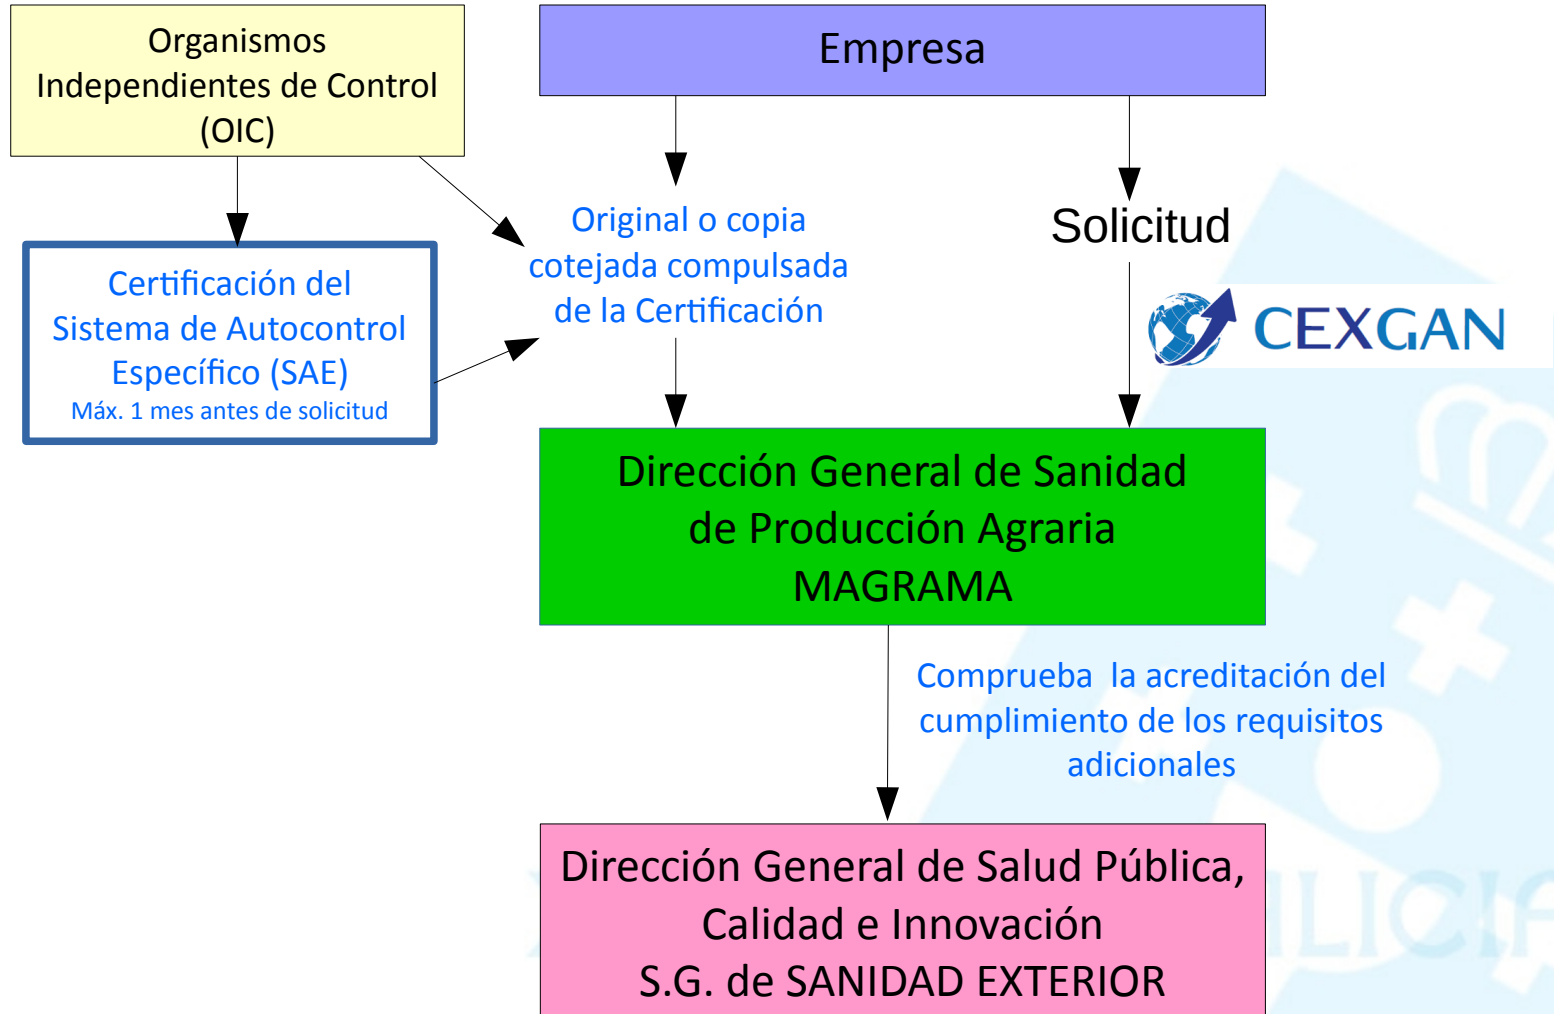 Organismos
Independientes de Control
(OIC)
Empresa
Original o copia
cotejada compulsada
de la Certificación
Solicitud
Certificación del
Sistema de Autocontrol
Específico (SAE)
Máx. 1 mes antes de solicitud
CEXGAN
Dirección General de Sanidad
de Producción Agraria
MAGRAMA
Comprueba  la acreditación del
cumplimiento de los requisitos
adicionales
Dirección General de Salud Pública,
Calidad e Innovación
S.G. de SANIDAD EXTERIOR